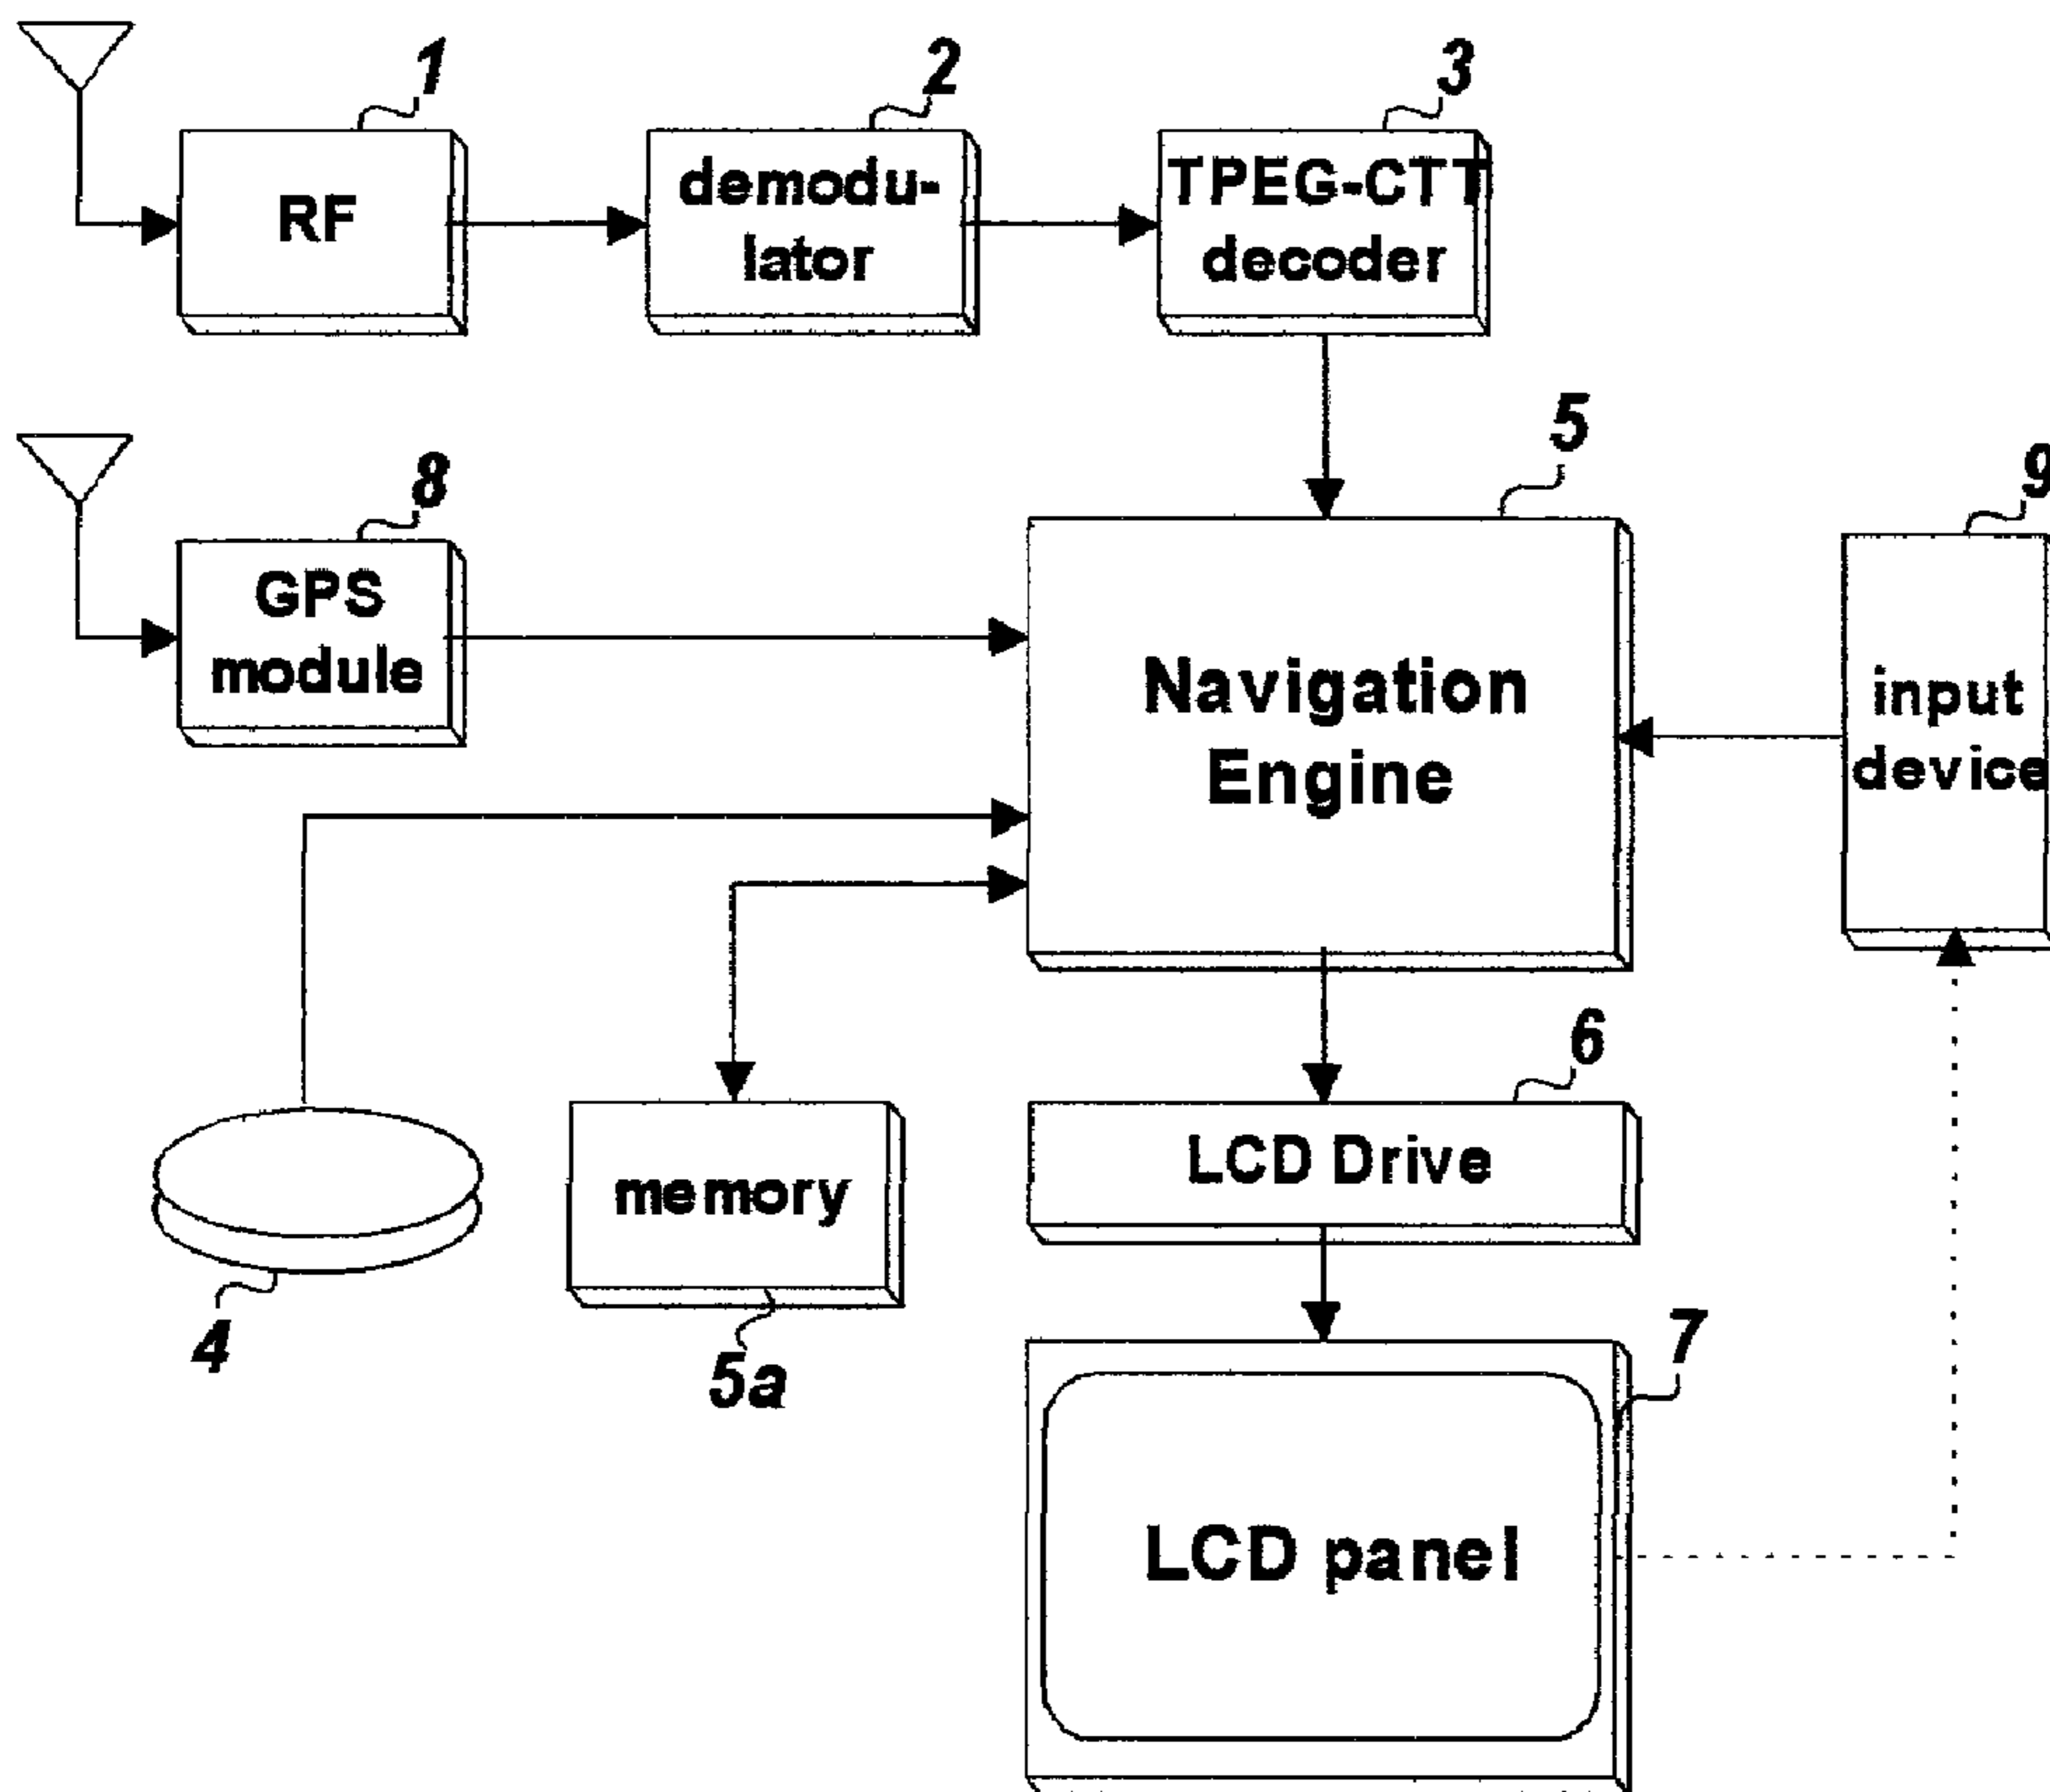 1
2
3
RF
demodu-
lator
TPEG-CTT
decoder
5
8
9
GPS
module
Navigation
Engine
input
device
6
LCD Drive
memory
4
5a
7
LCD panel